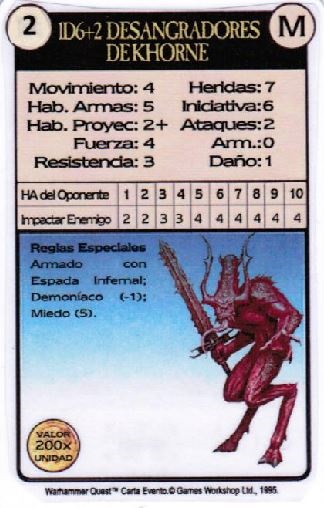 2
1D6+2 DESANGRADORES
DE KHORNE
M
Movimiento: 4 Heridas: 7
Hab. Armas: 5 Iniciativa: 6
Hab. Proyec: 2+ Ataques: 2
Fuerza: 4 Arm.: 0
Resistencia: 3 Daño: 1
HA del Oponente 1 2 3 4 5 6 7 8 9 10
Impactar Enemigo 2 2 3 3 4 4 4 4 4 4
Reglas Especiales
Armado con
Espada Infernal;
Demoníaco (-1);
Miedo (5).
VALOR
200x
UNIDAD
Warhammer Quest™ Carta Evento.© Games Workshop Ltd., 1995.